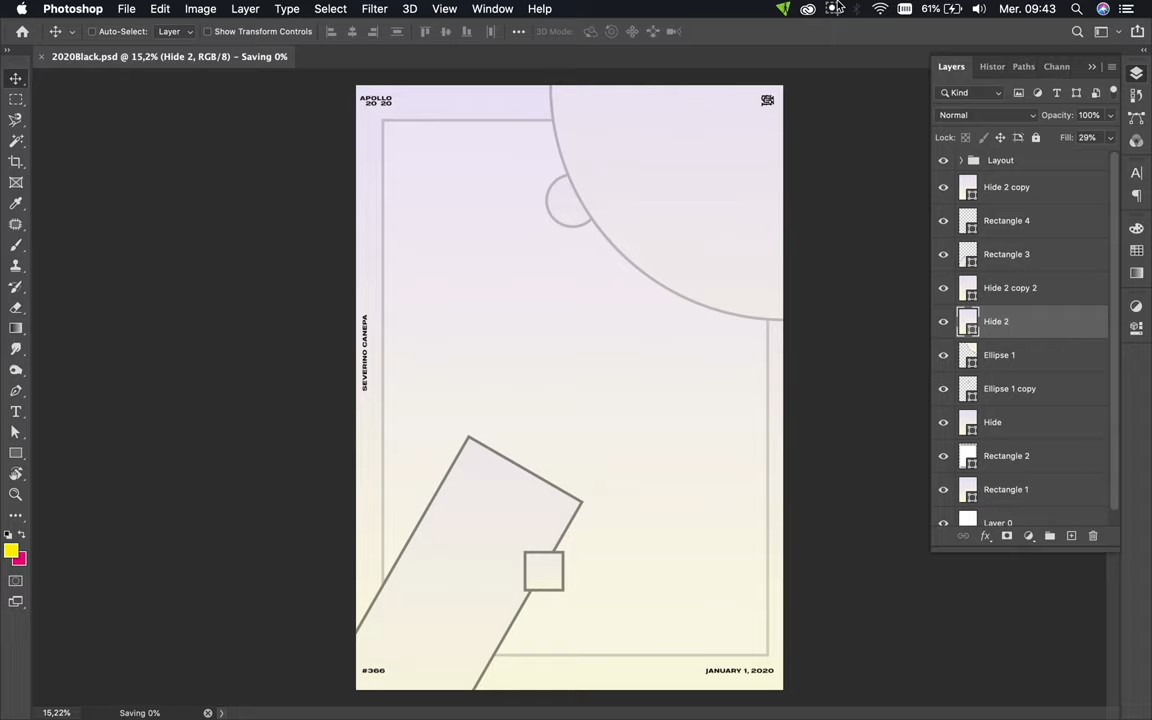 Photoshop File Edit Image Layer Type Select Filter 3D View Window Help 61% Mer. 09:43
Auto-Select: Layer Show Transform Controls 3D Mode:
× 2020Black.psd @ 15,2% (Hide 2, RGB/8) – Saving 0%
Layers Histor Paths Chann
Kind
Normal Opacity: 100%
Lock: Fill: 29%
Layout
Hide 2 copy
Rectangle 4
Rectangle 3
Hide 2 copy 2
Hide 2
Ellipse 1
Ellipse 1 copy
Hide
Rectangle 2
Rectangle 1
Layer 0
fx
APOLLO
20 20
SEVERINO CANEPA
#366
JANUARY 1, 2020
15,22% Saving 0%